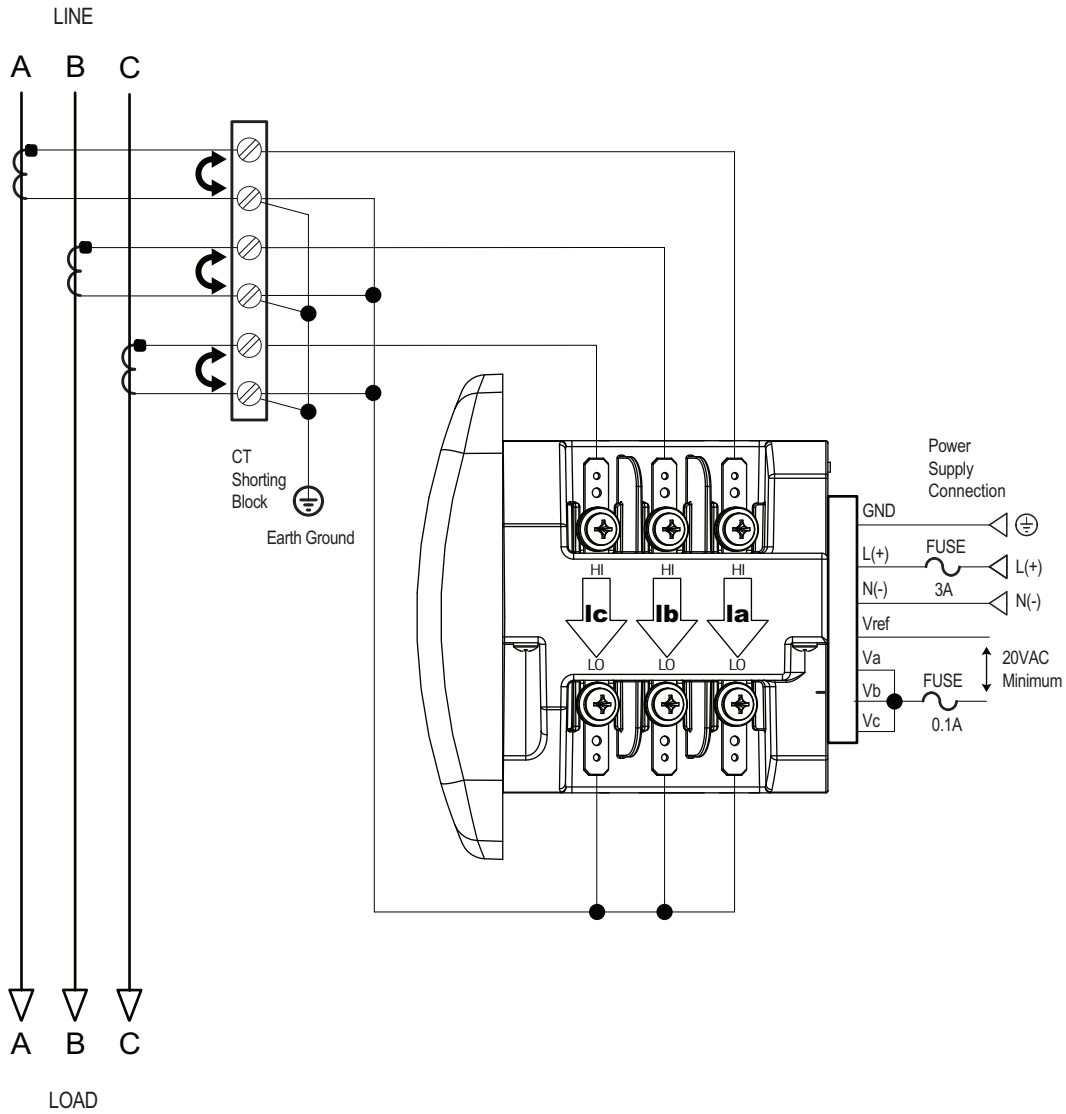 LINE
A B C
CT
Shorting
Block
Earth Ground
Power
Supply
Connection
GND
L(+) FUSE L(+)
3A
N(-) N(-)
Vref
Va
Vb FUSE
Vc 0.1A
20VAC
Minimum
HI HI HI
Ic Ib Ia
LO LO LO
A B C
LOAD